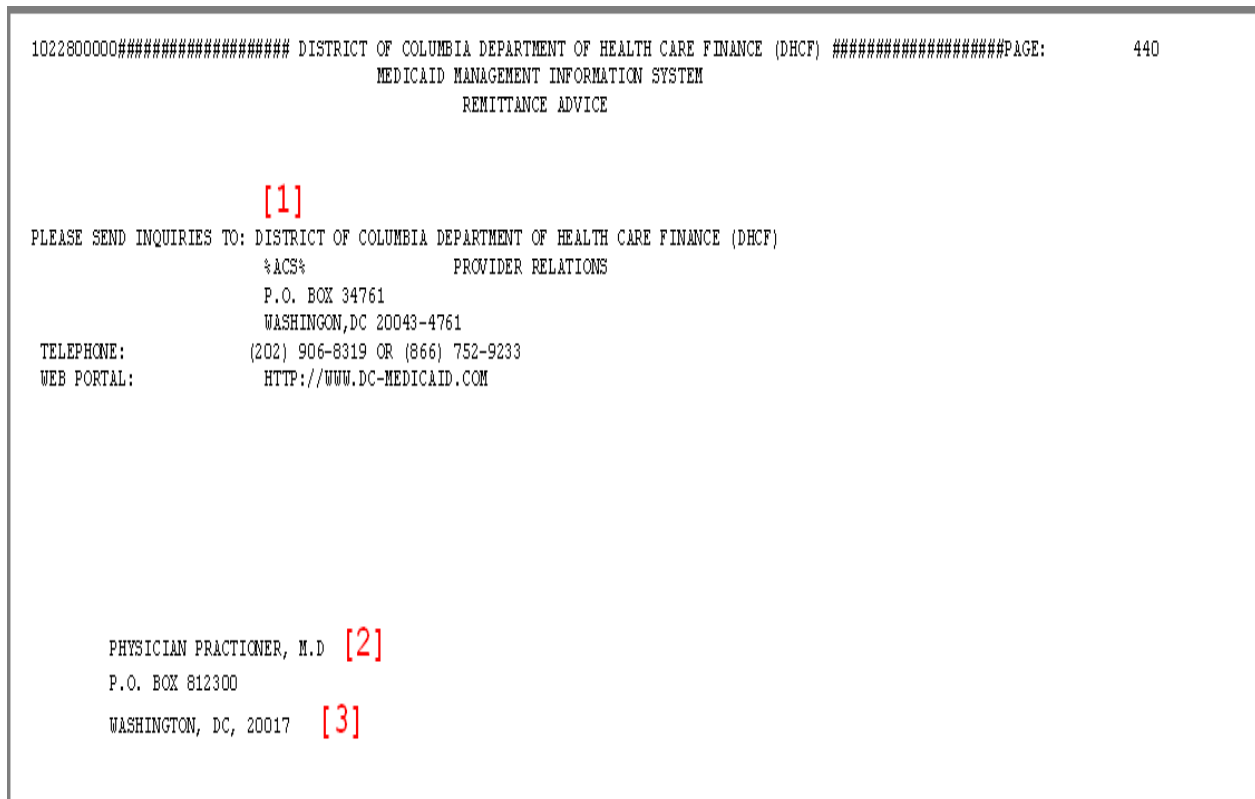 1022800000#################### DISTRICT OF COLUMBIA DEPARTMENT OF HEALTH CARE FINANCE (DHCF) ####################PAGE: 440
MEDICAID MANAGEMENT INFORMATION SYSTEM
REMITTANCE ADVICE
[1]
PLEASE SEND INQUIRIES TO: DISTRICT OF COLUMBIA DEPARTMENT OF HEALTH CARE FINANCE (DHCF)
%ACS% PROVIDER RELATIONS
P.O. BOX 34761
WASHINGON,DC 20043-4761
TELEPHONE: (202) 906-8319 OR (866) 752-9233
WEB PORTAL: HTTP://WWW.DC-MEDICAID.COM
PHYSICIAN PRACTIONER, M.D [2]
P.O. BOX 812300
WASHINGTON, DC, 20017 [3]